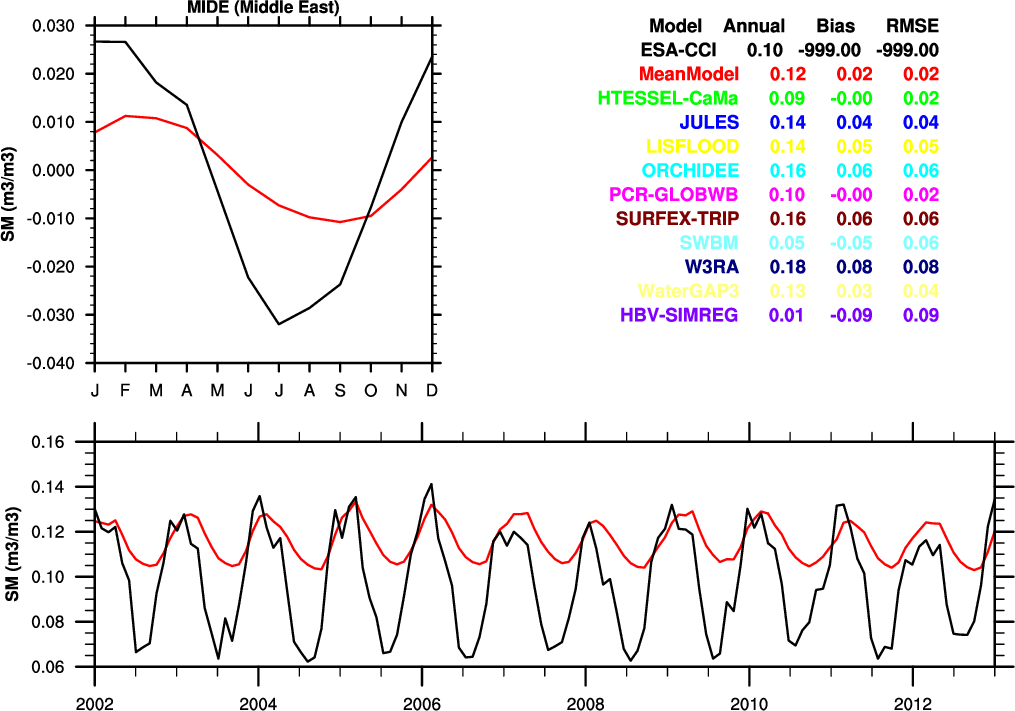 MIDE (Middle East)
0.030
0.020
0.010
0.000
-0.010
-0.020
-0.030
-0.040
SM (m3/m3)
J F M A M J J A S O N D
Model Annual Bias RMSE
ESA-CCI 0.10 -999.00 -999.00
MeanModel 0.12 0.02 0.02
HTESSEL-CaMa 0.09 -0.00 0.02
JULES 0.14 0.04 0.04
LISFLOOD 0.14 0.05 0.05
ORCHIDEE 0.16 0.06 0.06
PCR-GLOBWB 0.10 -0.00 0.02
SURFEX-TRIP 0.16 0.06 0.06
SWBM 0.05 -0.05 0.06
W3RA 0.18 0.08 0.08
WaterGAP3 0.13 0.03 0.04
HBV-SIMREG 0.01 -0.09 0.09
0.16
0.14
0.12
0.10
0.08
0.06
SM (m3/m3)
2002 2004 2006 2008 2010 2012